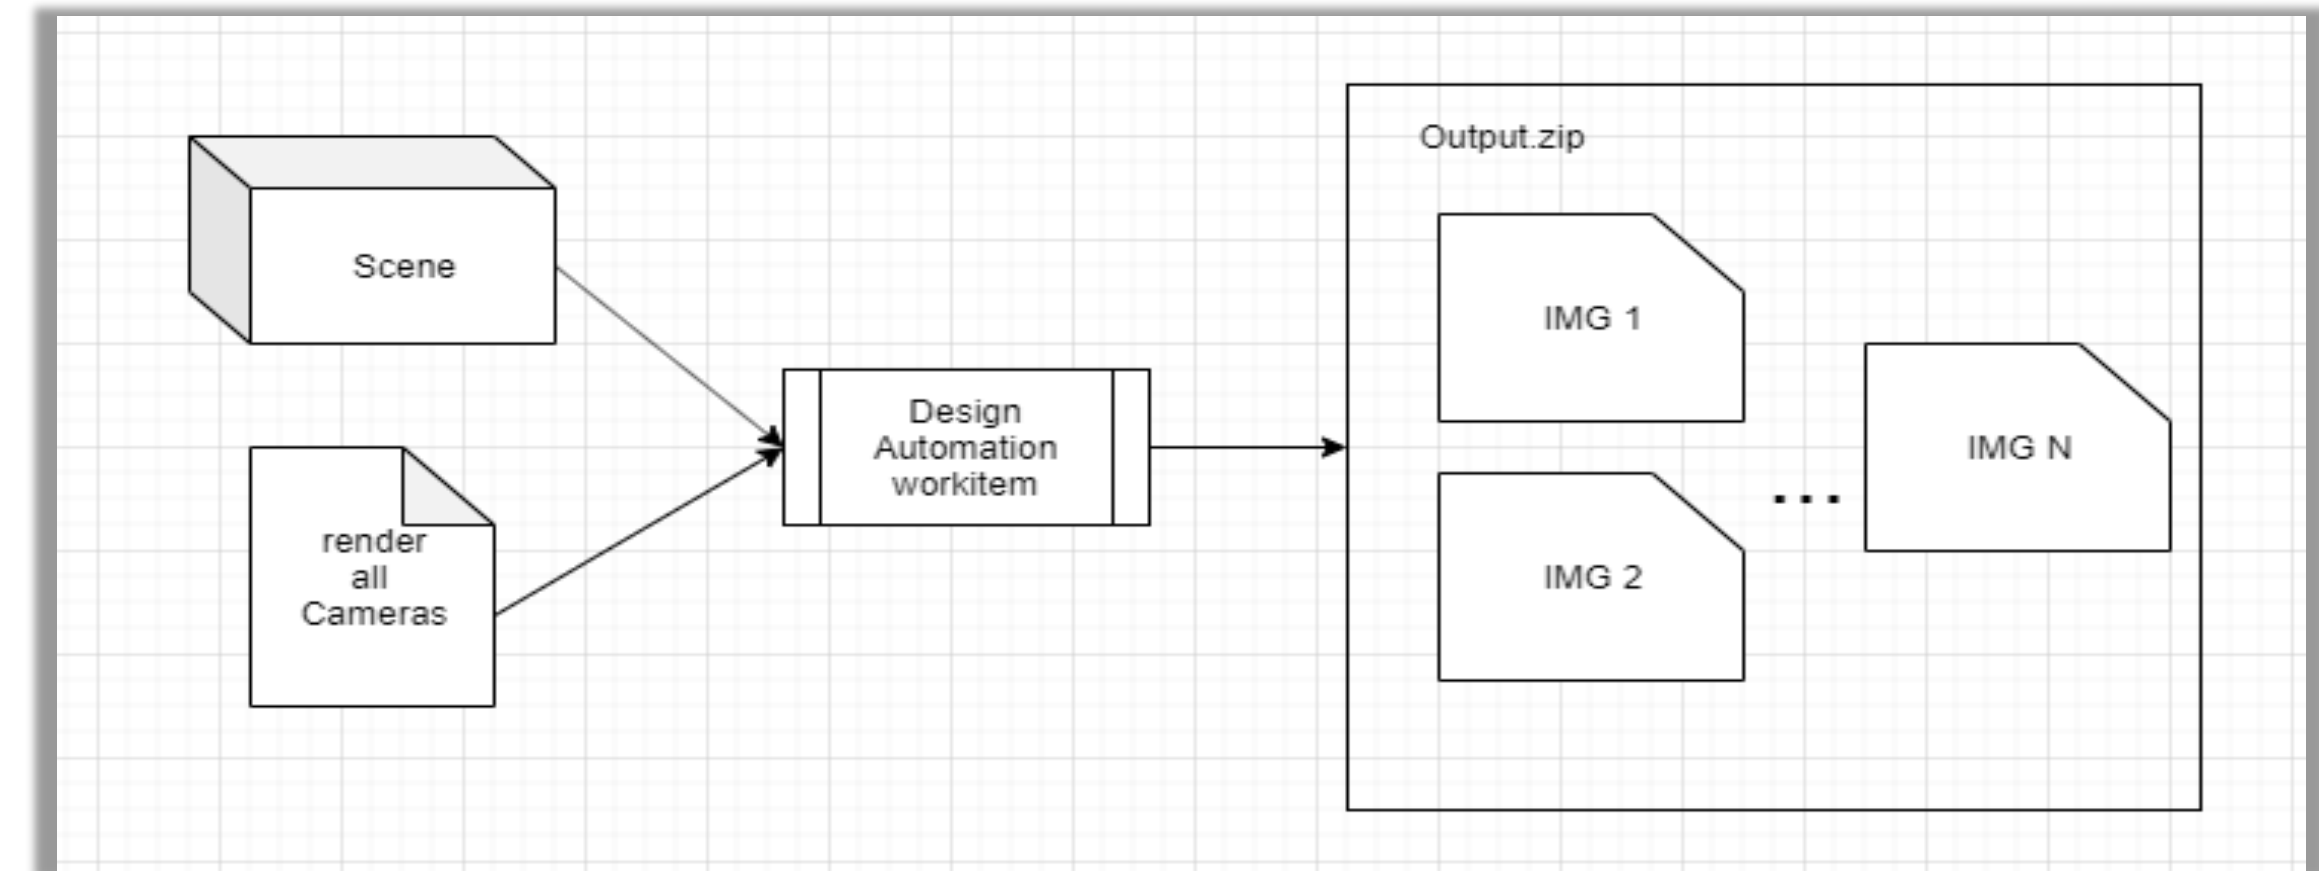 Scene
render
all
Cameras
Design
Automation
workitem
Output.zip
IMG 1
IMG 2
...
IMG N